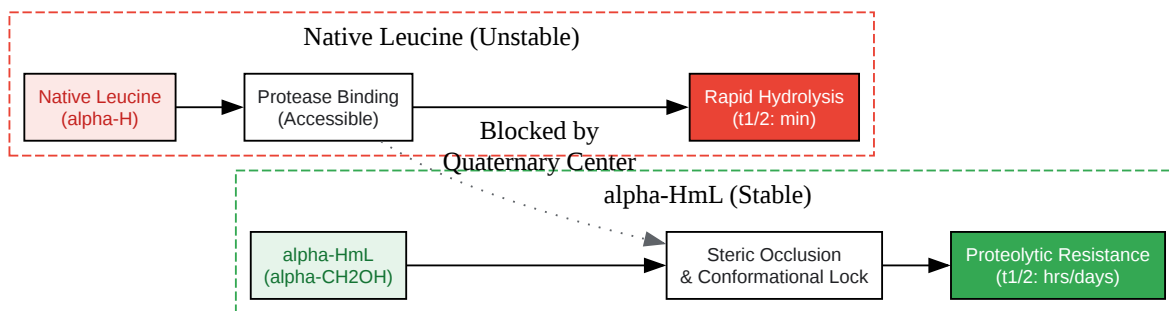 Native Leucine (Unstable)
Native Leucine
(alpha-H)
Protease Binding
(Accessible)
Rapid Hydrolysis
(t1/2: min)
Blocked by
Quaternary Center
alpha-HmL (Stable)
alpha-HmL
(alpha-CH2OH)
Steric Occlusion
& Conformational Lock
Proteolytic Resistance
(t1/2: hrs/days)